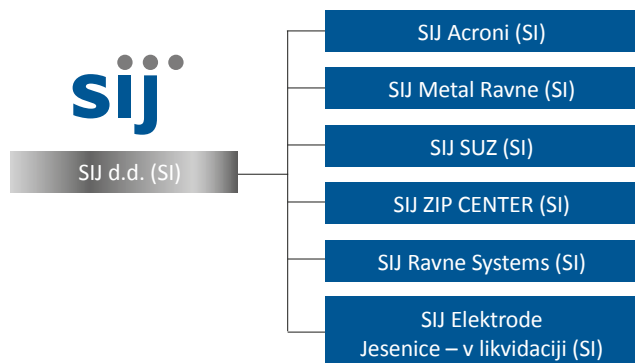 sij
SIJ d.d. (SI)
SIJ Acroni (SI)
SIJ Metal Ravne (SI)
SIJ SUZ (SI)
SIJ ZIP CENTER (SI)
SIJ Ravne Systems (SI)
SIJ Elektrode
Jesenice – v likvidaciji (SI)